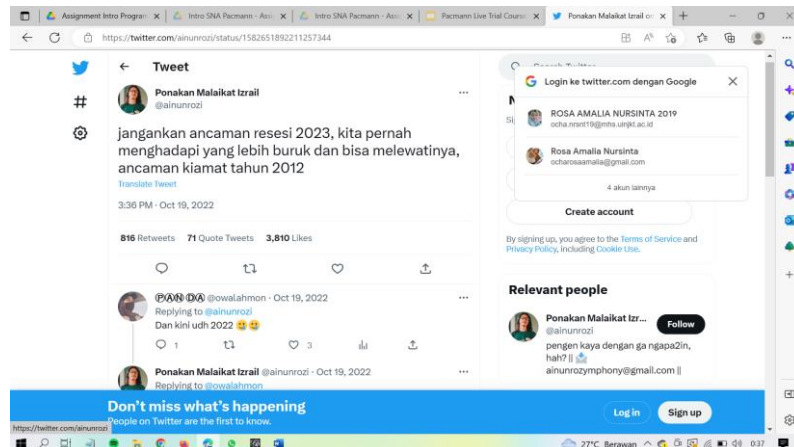 Assignment Intro Program
Intro SNA Pacmann - Assi
Intro SNA Pacmann - Assi
Pacmann Live Trial Course
Ponakan Malaikat Izrail on
https://twitter.com/ainunrozi/status/1582651892211257344
Tweet
Ponakan Malaikat Izrail
@ainunrozi
jangankan ancaman resesi 2023, kita pernah
menghadapi yang lebih buruk dan bisa melewatinya,
ancaman kiamat tahun 2012
Translate Tweet
3:36 PM · Oct 19, 2022
816 Retweets 71 Quote Tweets 3,810 Likes
ⓅⒶⓃ ⒹⒶ @owalahmon · Oct 19, 2022
Replying to @ainunrozi
Dan kini udh 2022 🥲🥲
1 3
Ponakan Malaikat Izrail @ainunrozi · Oct 19, 2022
Replying to @owalahmon
Login ke twitter.com dengan Google
ROSA AMALIA NURSINTA 2019
ocha.nrsnt19@mhs.uinjkt.ac.id
Rosa Amalia Nursinta
ocharosaamalia@gmail.com
4 akun lainnya
Create account
By signing up, you agree to the Terms of Service and
Privacy Policy, including Cookie Use.
Relevant people
Ponakan Malaikat Izr...
@ainunrozi
Follow
pengen kaya dengan ga ngapa2in,
hah? || 📩
ainunrozymphony@gmail.com ||
Don't miss what's happening
People on Twitter are the first to know.
Log in
Sign up
https://twitter.com/ainunrozi
27°C Berawan
0:37